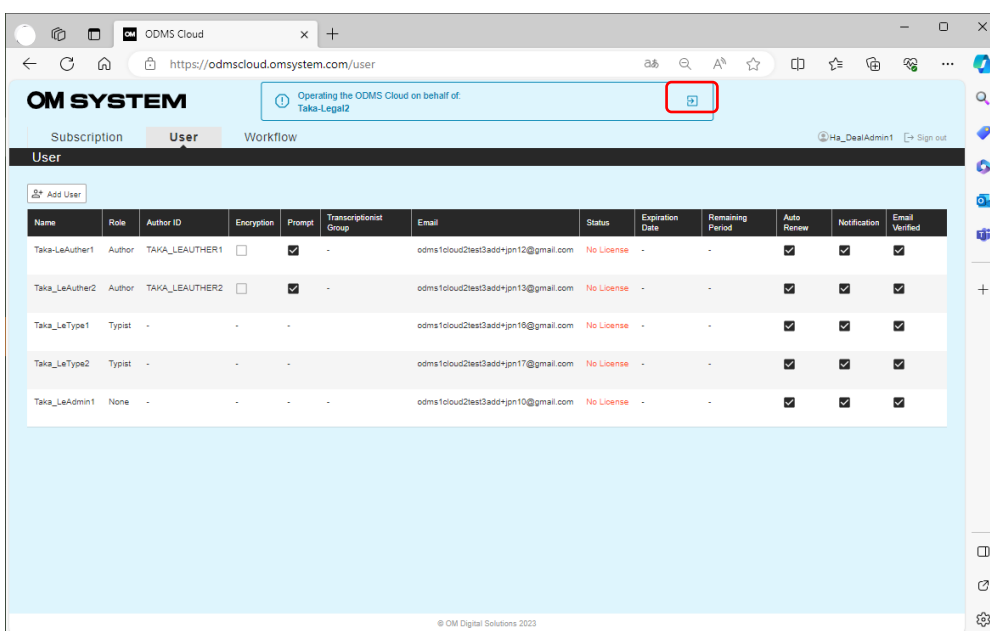 OM ODMS Cloud
https://odmscloud.omsystem.com/user
OM SYSTEM
Operating the ODMS Cloud on behalf of:
Taka-Legal2
Subscription User Workflow Ha_DealAdmin1 Sign out
User
Add User
Name Role Author ID Encryption Prompt Transcriptionist Group Email Status Expiration Date Remaining Period Auto Renew Notification Email Verified
Taka-LeAuther1 Author TAKA_LEAUTHER1 - odms1cloud2test3add+jpn12@gmail.com No License - -
Taka_LeAuther2 Author TAKA_LEAUTHER2 - odms1cloud2test3add+jpn13@gmail.com No License - -
Taka_LeType1 Typist - - - odms1cloud2test3add+jpn16@gmail.com No License - -
Taka_LeType2 Typist - - - odms1cloud2test3add+jpn17@gmail.com No License - -
Taka_LeAdmin1 None - - - - odms1cloud2test3add+jpn10@gmail.com No License - -
© OM Digital Solutions 2023